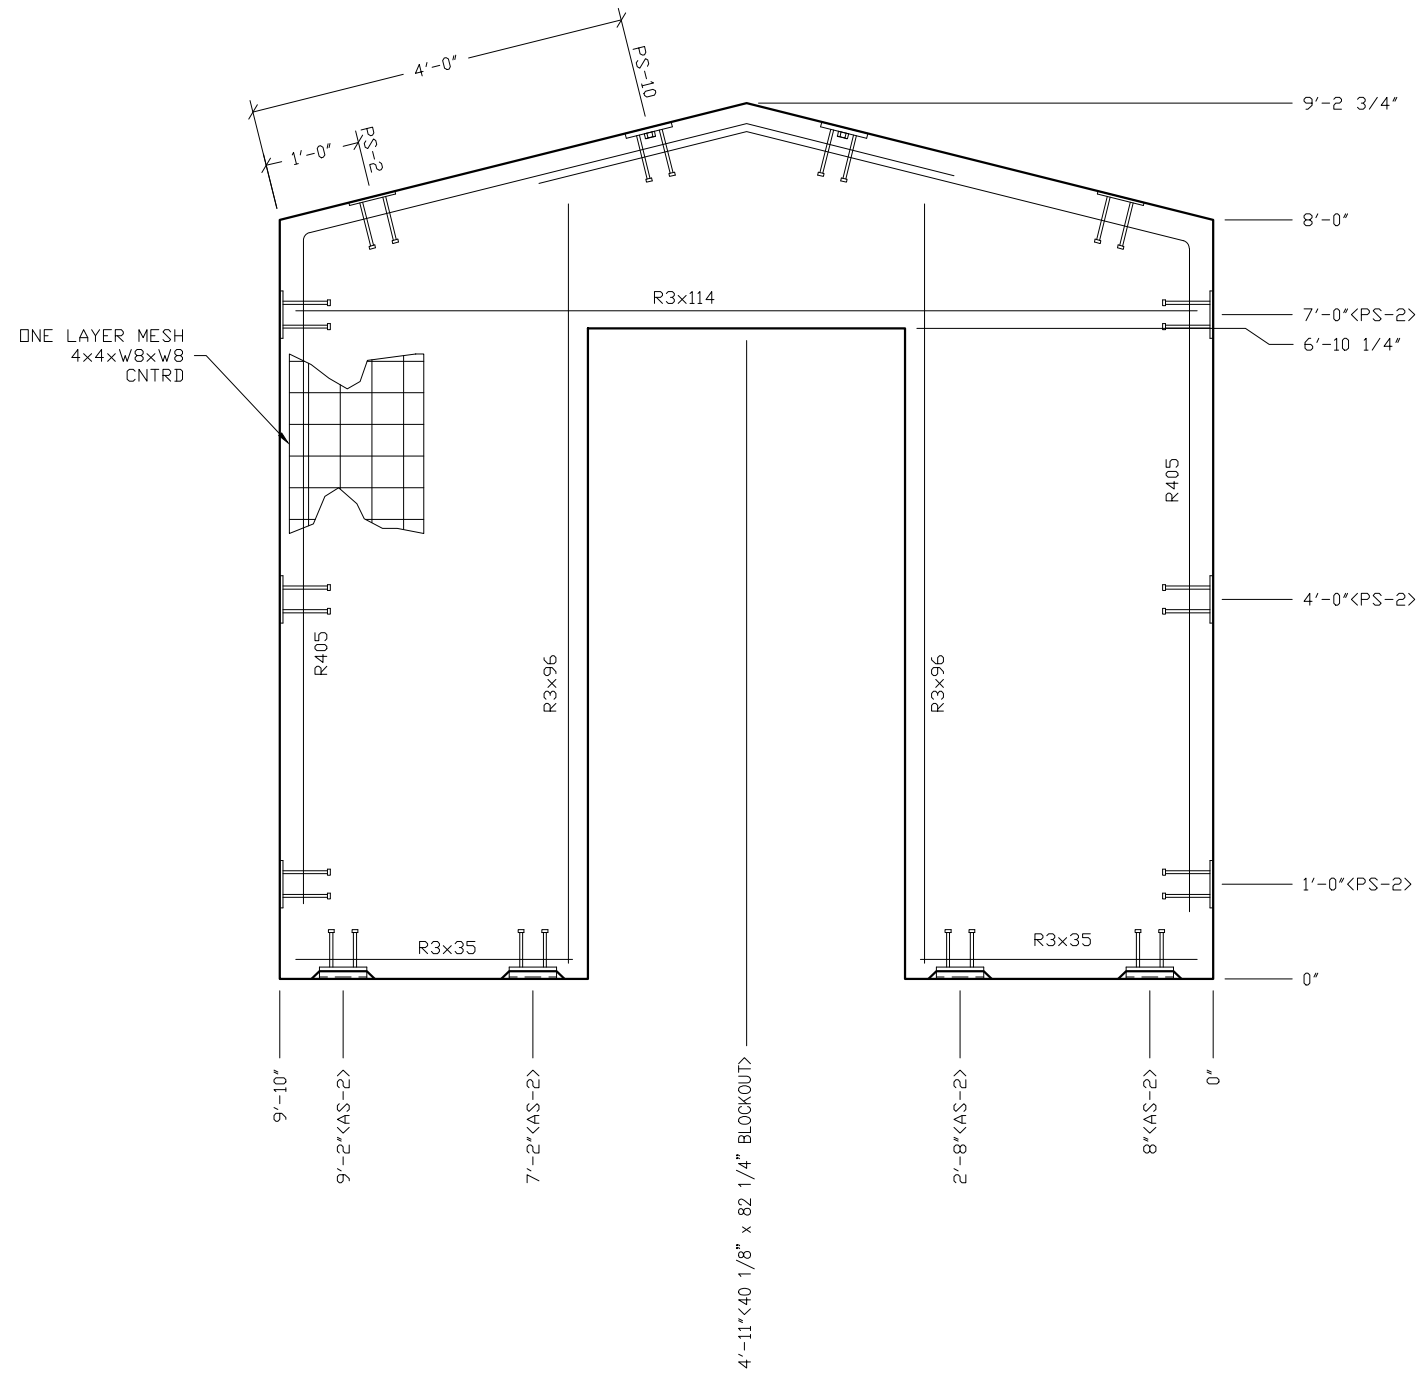 4'-0"
PS-10
9'-2 3/4"
1'-0"
PS-2
8'-0"
R3x114
7'-0"<PS-2>
ONE LAYER MESH
4x4xW8xW8
CNTRD
6'-10 1/4"
R405
4'-0"<PS-2>
R405
R3x96
R3x96
1'-0"<PS-2>
R3x35
R3x35
0"
9'-10"
9'-2"<AS-2>
7'-2"<AS-2>
4'-11"<40 1/8" x 82 1/4" BLOCKOUT>
2'-8"<AS-2>
8"<AS-2>
0"